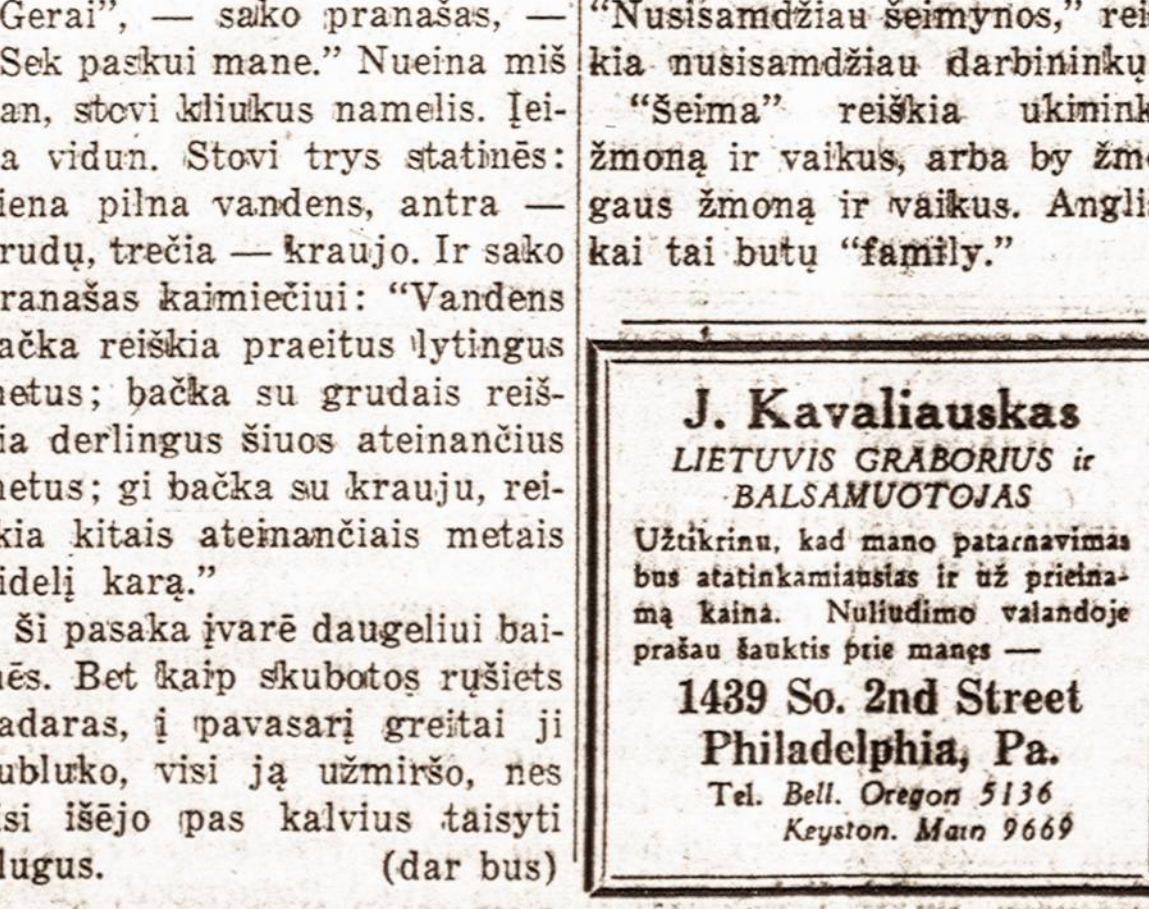 Gerai”, — sako pranašas, —
Sek paskui mane.” Nueina miš
an, stovi kliukus namelis. Įei-
a vidun. Stovi trys statinės:
iena pilna vandens, antra —
rudų, trečia — kraujo. Ir sako
ranašas kaimiečiui: “Vandens
ačka reiškia praeitus lytingus
netus; bačka su grudais reiš-
ia derlingus šiuos ateinančius
netus; gi bačka su krauju, rei-
kia kitais ateinančiais metais
idelį karą.”
Ši pasaka įvarė daugeliui bai-
nės. Bet kaip skubotos rųšiets
adaras, į pavasarį greitai ji
ubluko, visi ją užmiršo, nes
isi išėjo pas kalvius taisyti
lugus. (dar bus)
“Nusisamdžiau šeimynos,” rei
kia nusisamdžiau darbininkų
“Šeima” reiškia ukinink
žmoną ir vaikus, arba by žmo
gaus žmoną ir vaikus. Angli
kai tai butų “family.”
J. Kavaliauskas
LIETUVIS GRABORIUS ir
BALSAMUOTOJAS
Užtikrinu, kad mano patarnavimas
bus atatinkamiausias ir už prieina-
mą kaina. Nuliudimo valandoje
prašau šauktis prie manęs —
1439 So. 2nd Street
Philadelphia, Pa.
Tel. Bell. Oregon 5136
Keyston. Main 9669